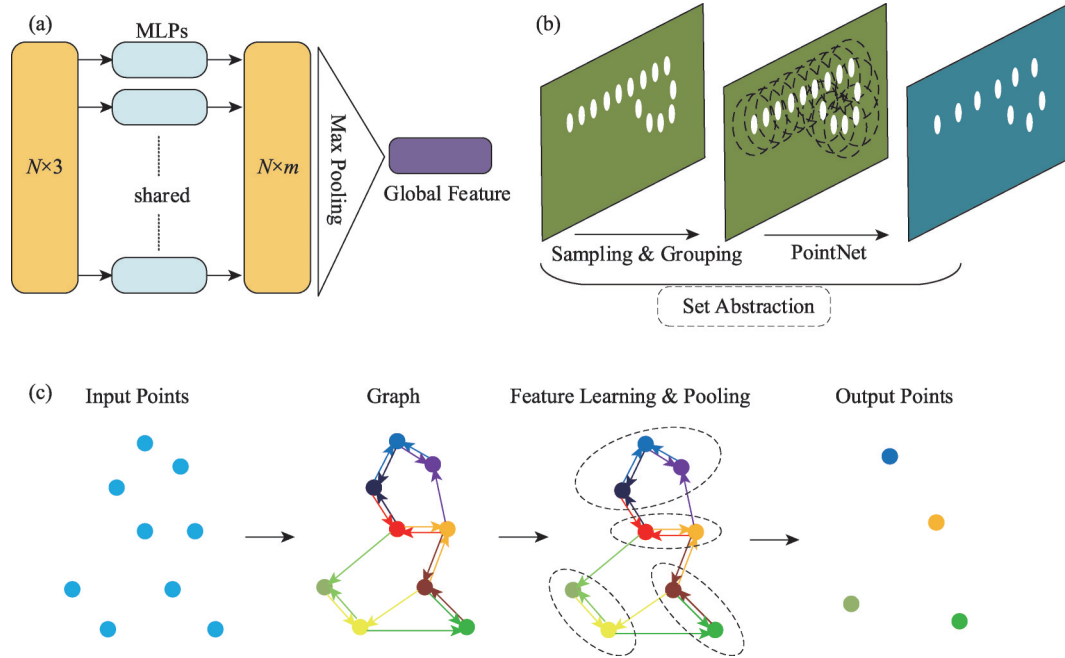 (a)
MLPs
N×3
shared
N×m
Max Pooling
Global Feature
(b)
Sampling & Grouping
PointNet
Set Abstraction
(c)
Input Points
Graph
Feature Learning & Pooling
Output Points